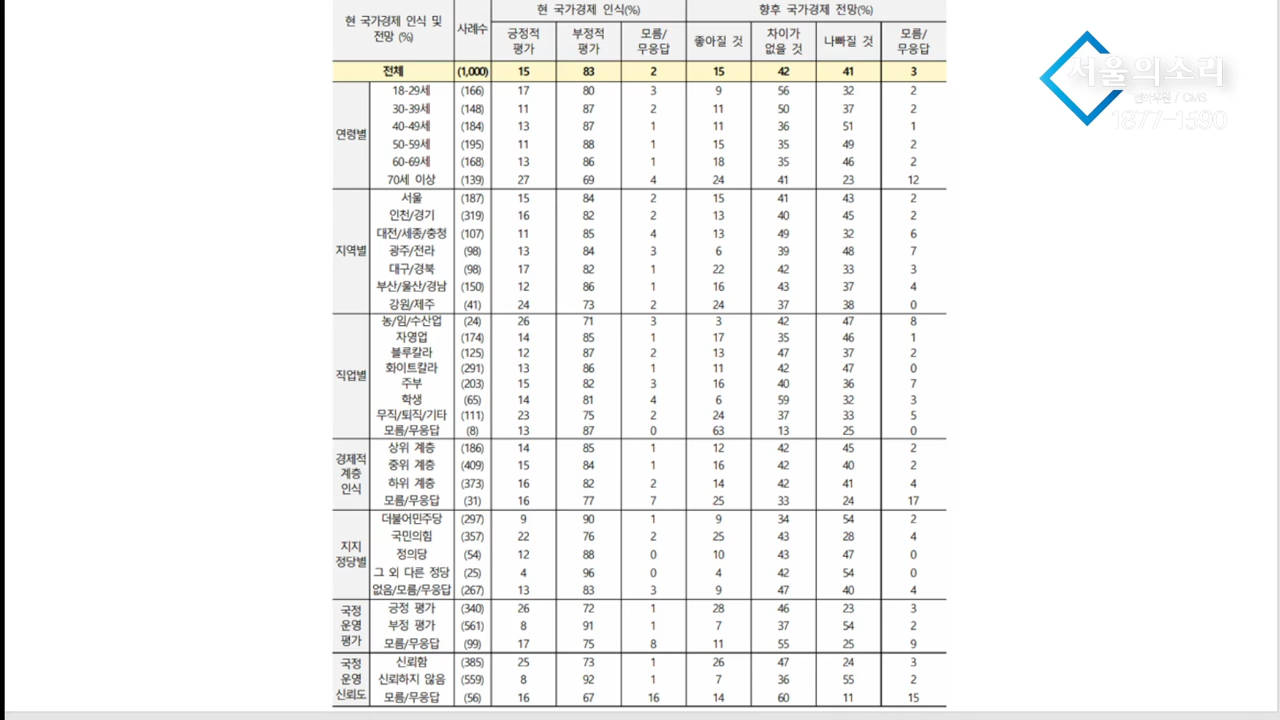 현 국가경제 인식 및 전망 (%) 사례수 현 국가경제 인식(%) 향후 국가경제 전망(%)
긍정적 평가 부정적 평가 모름/무응답 좋아질 것 차이가 없을 것 나빠질 것 모름/무응답
전체 (1,000) 15 83 2 15 42 41 3
연령별
18-29세 (166) 17 80 3 9 56 32 2
30-39세 (148) 11 87 2 11 50 37 2
40-49세 (184) 13 87 1 11 36 51 1
50-59세 (195) 11 88 1 15 35 49 2
60-69세 (168) 13 86 1 18 35 46 2
70세 이상 (139) 27 69 4 24 41 23 12
지역별
서울 (187) 15 84 2 15 41 43 2
인천/경기 (319) 16 82 2 13 40 45 2
대전/세종/충청 (107) 11 85 4 13 49 32 6
광주/전라 (98) 13 84 3 6 39 48 7
대구/경북 (98) 17 82 1 22 42 33 3
부산/울산/경남 (150) 12 86 1 16 43 37 4
강원/제주 (41) 24 73 2 24 37 38 0
직업별
농/임/수산업 (24) 26 71 3 3 42 47 8
자영업 (174) 14 85 1 17 35 46 1
블루칼라 (125) 12 87 2 13 47 37 2
화이트칼라 (291) 13 86 1 11 42 47 0
주부 (203) 15 82 3 16 40 36 7
학생 (65) 14 81 4 6 59 32 3
무직/퇴직/기타 (111) 23 75 2 24 37 33 5
모름/무응답 (8) 13 87 0 63 13 25 0
경제적 계층 인식
상위 계층 (186) 14 85 1 12 42 45 2
중위 계층 (409) 15 84 1 16 42 40 2
하위 계층 (373) 16 82 2 14 42 41 4
모름/무응답 (31) 16 77 7 25 33 24 17
지지 정당별
더불어민주당 (297) 9 90 1 9 34 54 2
국민의힘 (357) 22 76 2 25 43 28 4
정의당 (54) 12 88 0 10 43 47 0
그 외 다른 정당 (25) 4 96 0 4 42 54 0
없음/모름/무응답 (267) 13 83 3 9 47 40 4
국정 운영 평가
긍정 평가 (340) 26 72 1 28 46 23 3
부정 평가 (561) 8 91 1 7 37 54 2
모름/무응답 (99) 17 75 8 11 55 25 9
국정 운영 신뢰도
신뢰함 (385) 25 73 1 26 47 24 3
신뢰하지 않음 (559) 8 92 1 7 36 55 2
모름/무응답 (56) 16 67 16 14 60 11 15
서울의소리
/ CMS
1877-1580